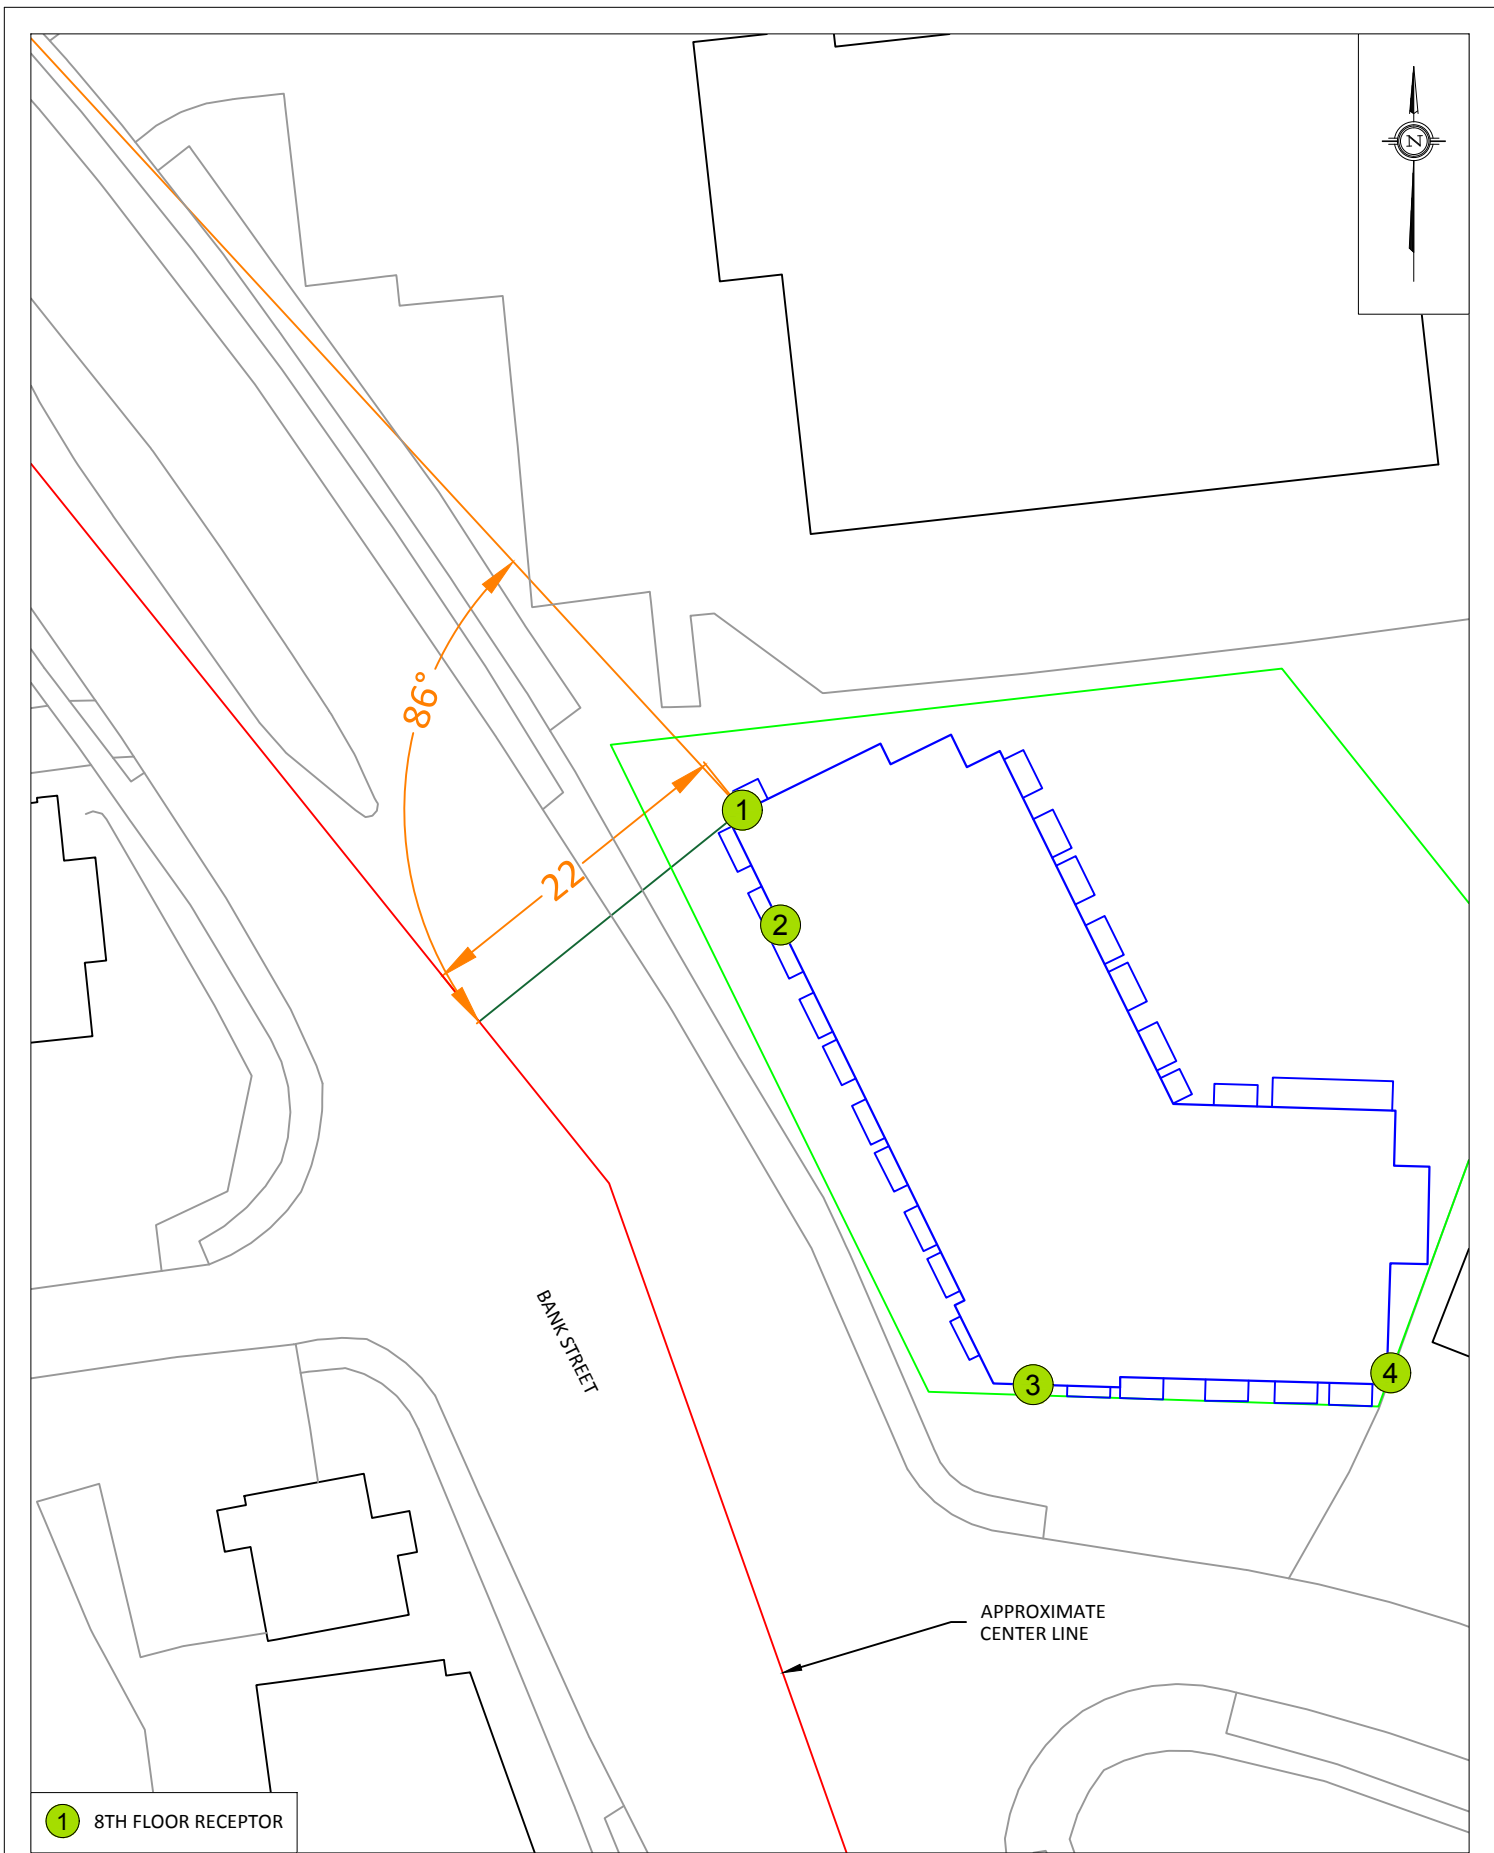 N
86°
22
1
2
3
4
BANK STREET
APPROXIMATE
CENTER LINE
1 8TH FLOOR RECEPTOR